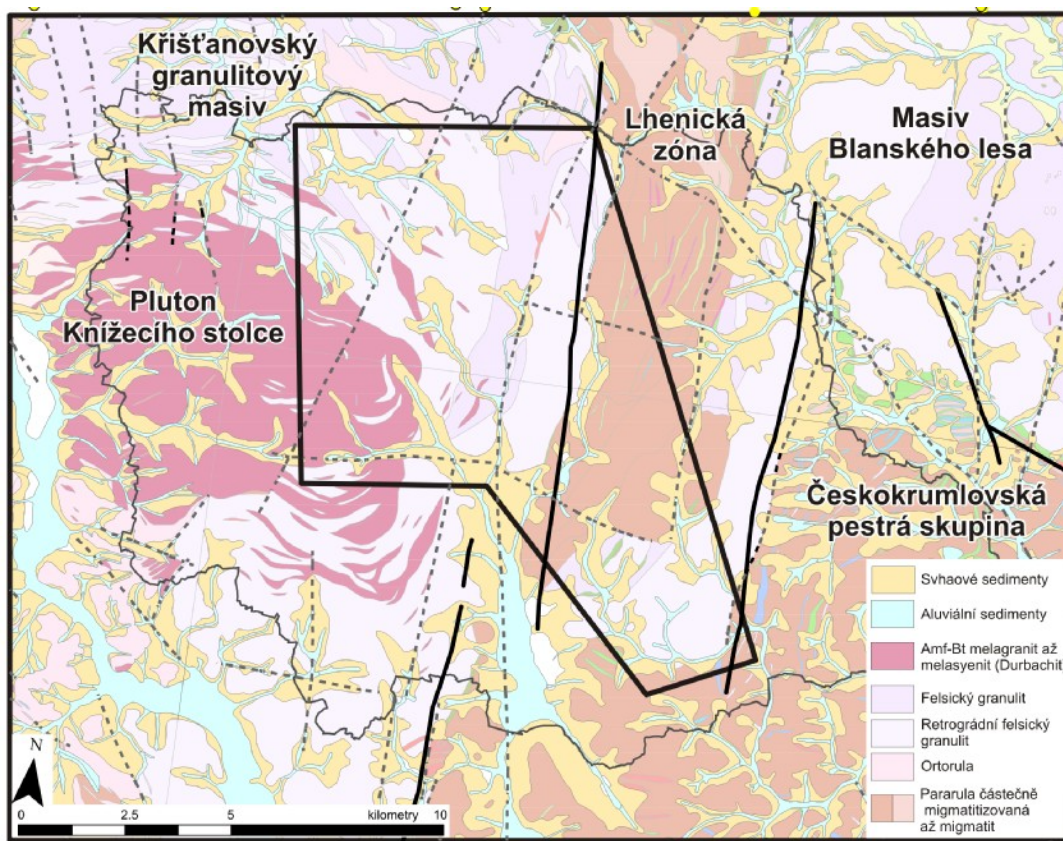 Křišťanovský
granulitový
masiv
Lhenická
zóna
Masiv
Blanského lesa
Pluton
Knížecího stolce
Českokrumlovská
pestrá skupina
Svhaové sedimenty
Aluviální sedimenty
Amf-Bt melagranit až
melasyenit (Durbachit
Felsický granulit
Retrográdní felsický
granulit
Ortorula
Pararula částečně
migmatitizovaná
až migmatit
N
0 2.5 5 kilometry 10